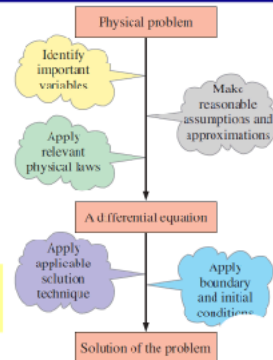 Physical problem
Identify
important
variables
Make
reasonable
assumptions and
approximations
Apply
relevant
physical laws
A differential equation
Apply
applicable
solution
technique
Apply
boundary
and initial
conditions
Solution of the problem